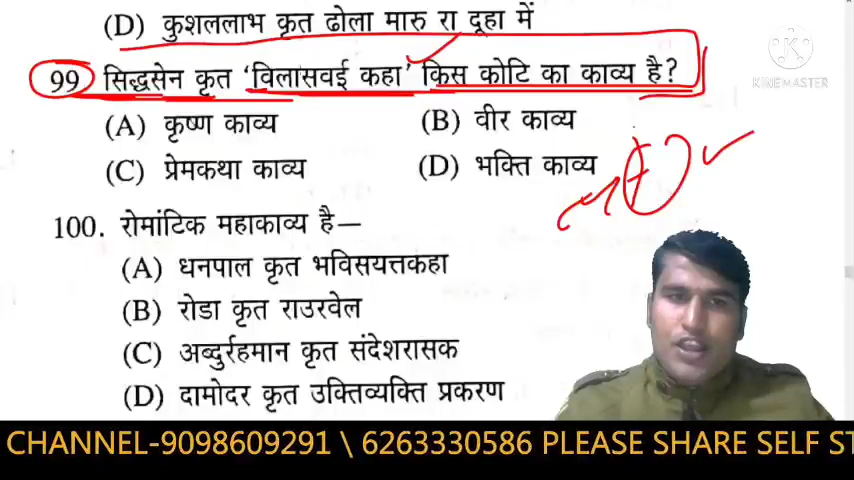 (D) कुशललाभ कृत ढोला मारु रा दूहा में
99 सिद्धसेन कृत 'विलासवई कहा' किस कोटि का काव्य है?
(A) कृष्ण काव्य (B) वीर काव्य
(C) प्रेमकथा काव्य (D) भक्ति काव्य
100. रोमांटिक महाकाव्य है—
(A) धनपाल कृत भविसयत्तकहा
(B) रोडा कृत राउरवेल
(C) अब्दुर्रहमान कृत संदेशरासक
(D) दामोदर कृत उक्तिव्यक्ति प्रकरण
KINEMASTER
CHANNEL-9098609291 \ 6263330586 PLEASE SHARE SELF ST